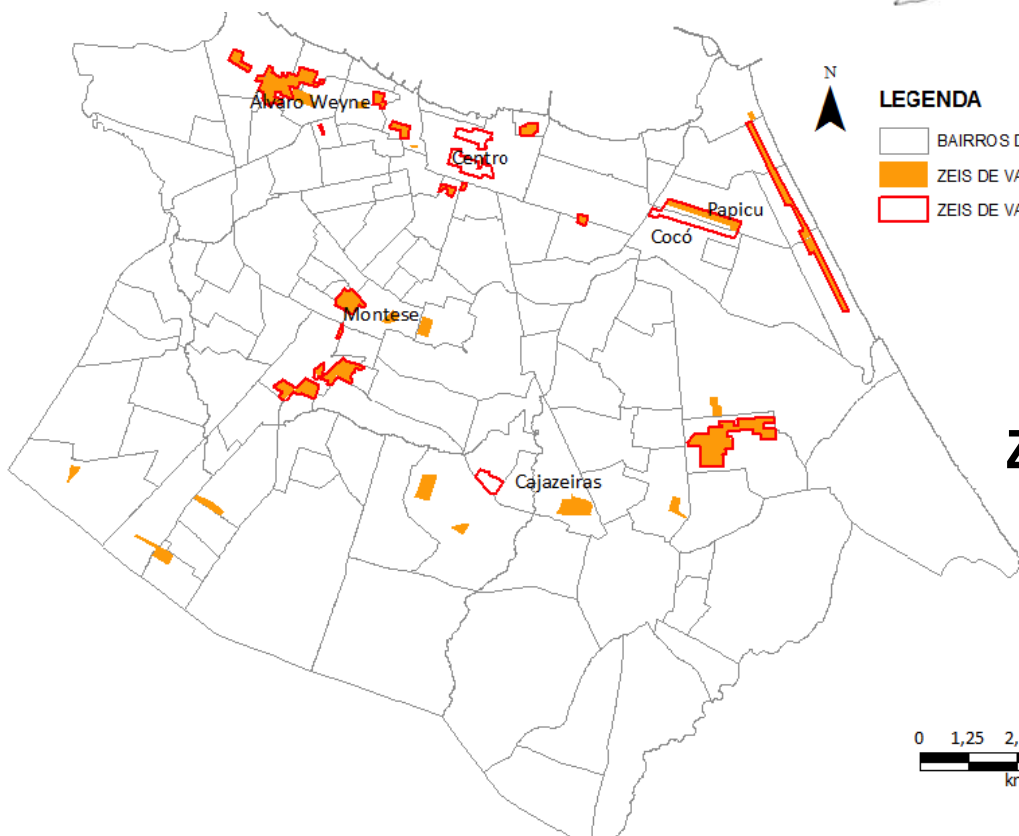 N
LEGENDA
BAIRROS D
ZEIS DE VA
ZEIS DE VA
Alvaro Weyne
Centro
Papicu
Cocó
Montese
Cajazeiras
Z
0 1,25 2,
km